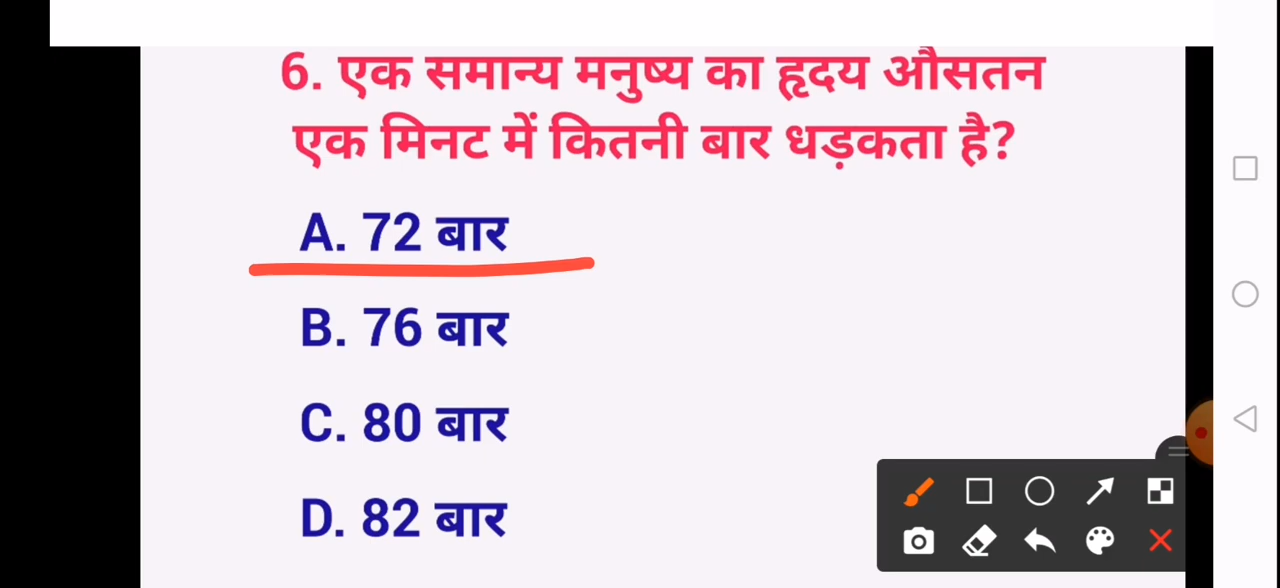 6. एक समान्य मनुष्य का हृदय औसतन
एक मिनट में कितनी बार धड़कता है?
A. 72 बार
B. 76 बार
C. 80 बार
D. 82 बार